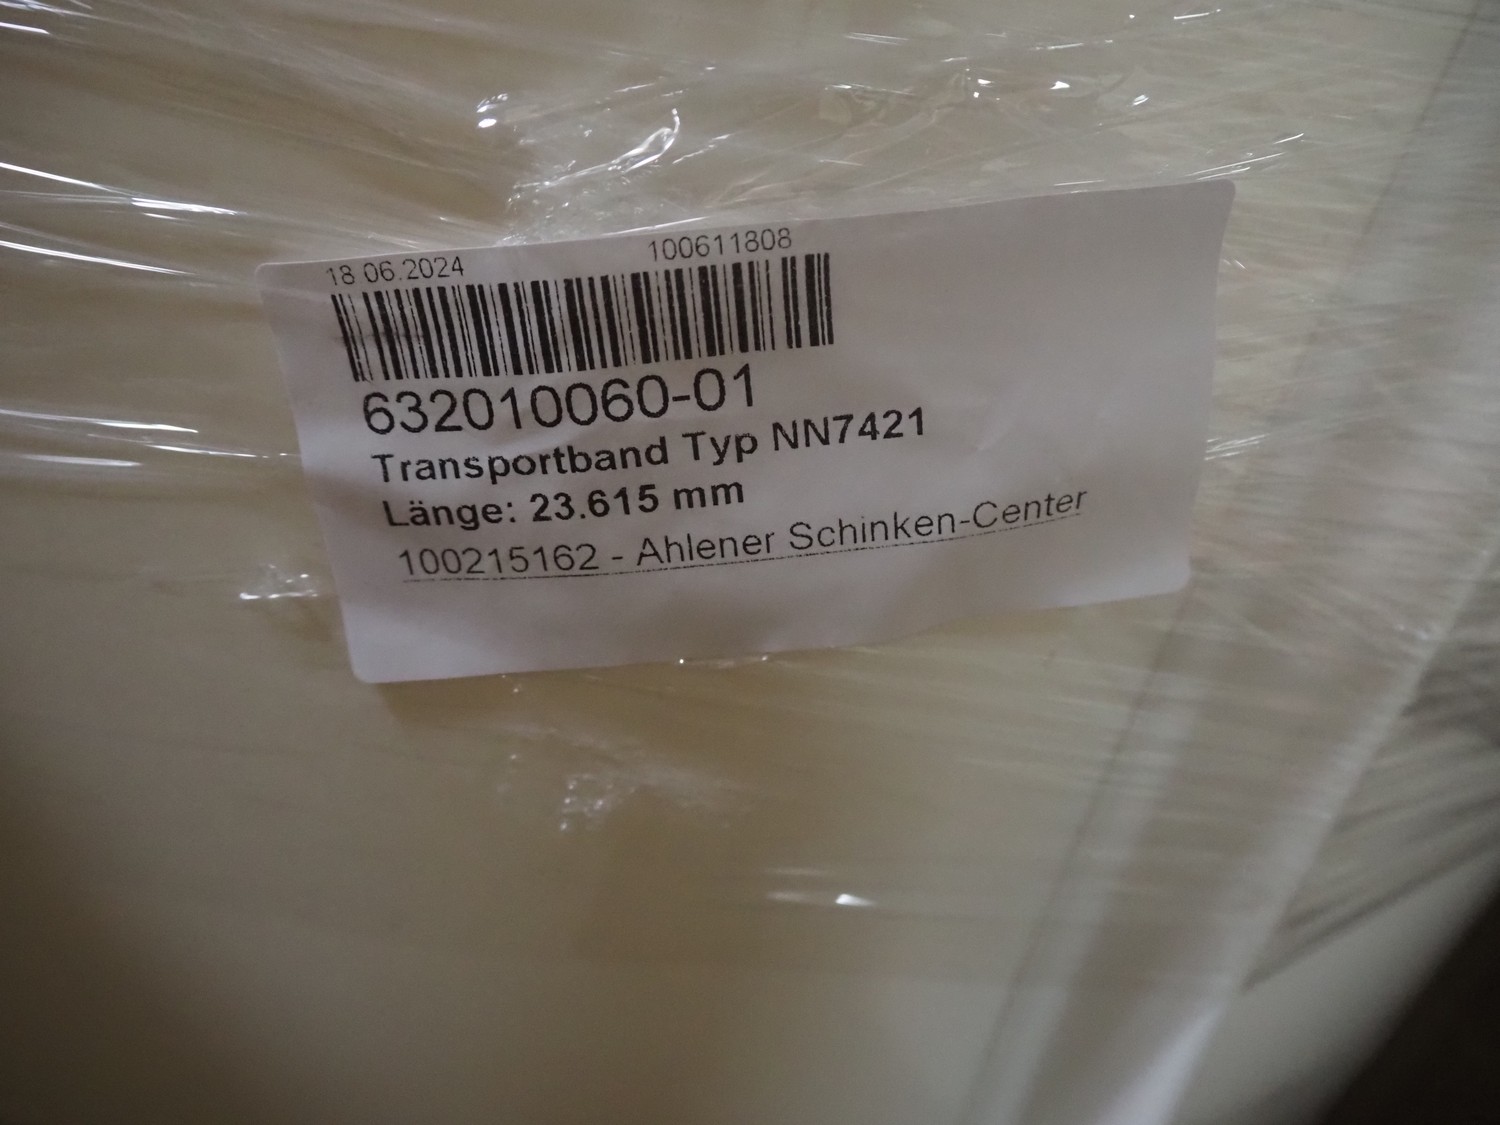 18.06.2024 100611808
632010060-01
Transportband Typ NN7421
Länge: 23.615 mm
100215162 - Ahlener Schinken-Center